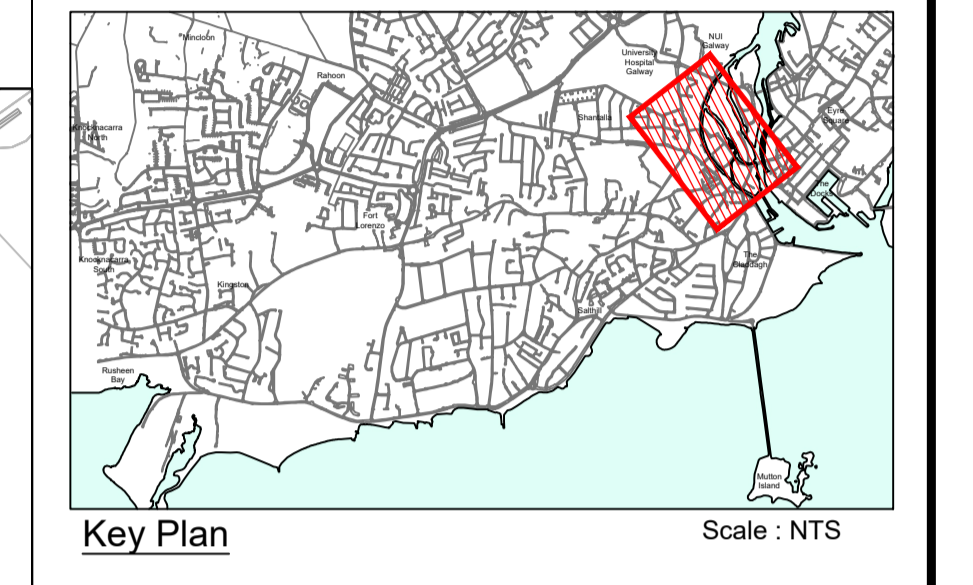 Mincloon
NUI
Galway
University
Hospital
Galway
Rahoon
Shantalla
Eyre
Square
Knocknacarra
North
The
Docks
Fort
Lorenzo
The
Claddagh
Knocknacarra
South
Kingston
Salthill
Rusheen
Bay
Mutton
Island
Key Plan
Scale : NTS